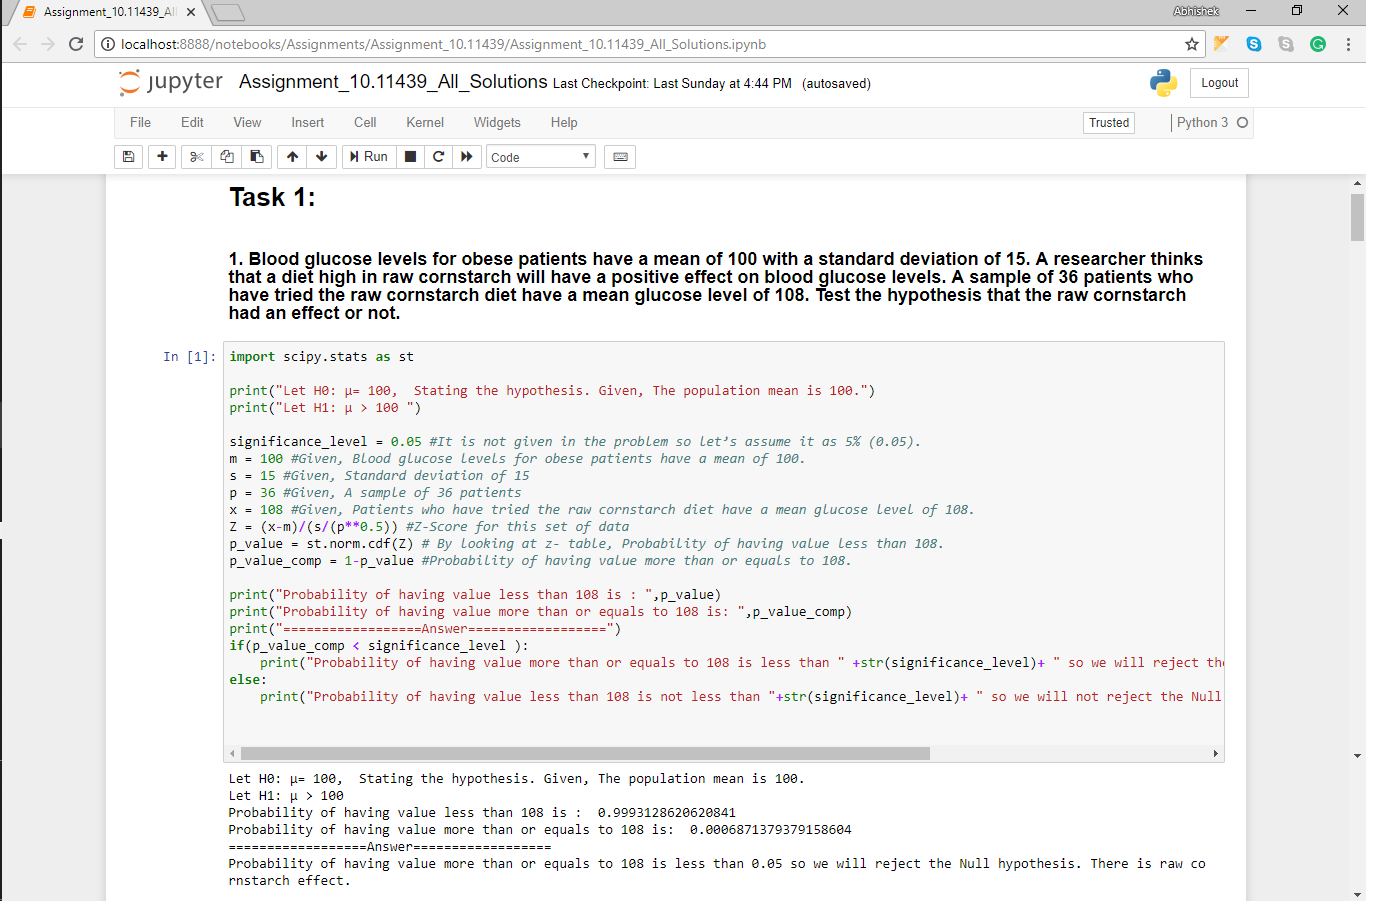 Assignment_10.11439_Al
Abhishek
localhost:8888/notebooks/Assignments/Assignment_10.11439/Assignment_10.11439_All_Solutions.ipynb
jupyter Assignment_10.11439_All_Solutions Last Checkpoint: Last Sunday at 4:44 PM (autosaved)
Logout
File Edit View Insert Cell Kernel Widgets Help
Trusted
Python 3
Run
Code
Task 1:
1. Blood glucose levels for obese patients have a mean of 100 with a standard deviation of 15. A researcher thinks
that a diet high in raw cornstarch will have a positive effect on blood glucose levels. A sample of 36 patients who
have tried the raw cornstarch diet have a mean glucose level of 108. Test the hypothesis that the raw cornstarch
had an effect or not.
In [1]: import scipy.stats as st
print("Let H0: μ= 100,  Stating the hypothesis. Given, The population mean is 100.")
print("Let H1: μ > 100 ")
significance_level = 0.05 #It is not given in the problem so let’s assume it as 5% (0.05).
m = 100 #Given, Blood glucose levels for obese patients have a mean of 100.
s = 15 #Given, Standard deviation of 15
p = 36 #Given, A sample of 36 patients
x = 108 #Given, Patients who have tried the raw cornstarch diet have a mean glucose level of 108.
Z = (x-m)/(s/(p**0.5)) #Z-Score for this set of data
p_value = st.norm.cdf(Z) # By looking at z- table, Probability of having value less than 108.
p_value_comp = 1-p_value #Probability of having value more than or equals to 108.
print("Probability of having value less than 108 is : ",p_value)
print("Probability of having value more than or equals to 108 is: ",p_value_comp)
print("==================Answer==================")
if(p_value_comp < significance_level ):
    print("Probability of having value more than or equals to 108 is less than " +str(significance_level)+ " so we will reject the
else:
    print("Probability of having value less than 108 is not less than "+str(significance_level)+ " so we will not reject the Null
Let H0: μ= 100,  Stating the hypothesis. Given, The population mean is 100.
Let H1: μ > 100
Probability of having value less than 108 is :  0.9993128620620841
Probability of having value more than or equals to 108 is:  0.0006871379379158604
==================Answer==================
Probability of having value more than or equals to 108 is less than 0.05 so we will reject the Null hypothesis. There is raw co
rnstarch effect.